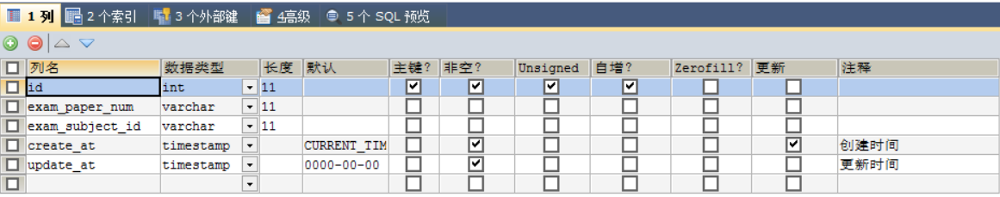 1 列 2 个索引 3 个外部键 4高级 5 个 SQL 预览
列名 数据类型 长度 默认 主键? 非空? Unsigned 自增? Zerofill? 更新 注释
id int 11
exam_paper_num varchar 11
exam_subject_id varchar 11
create_at timestamp CURRENT_TIM 创建时间
update_at timestamp 0000-00-00 更新时间